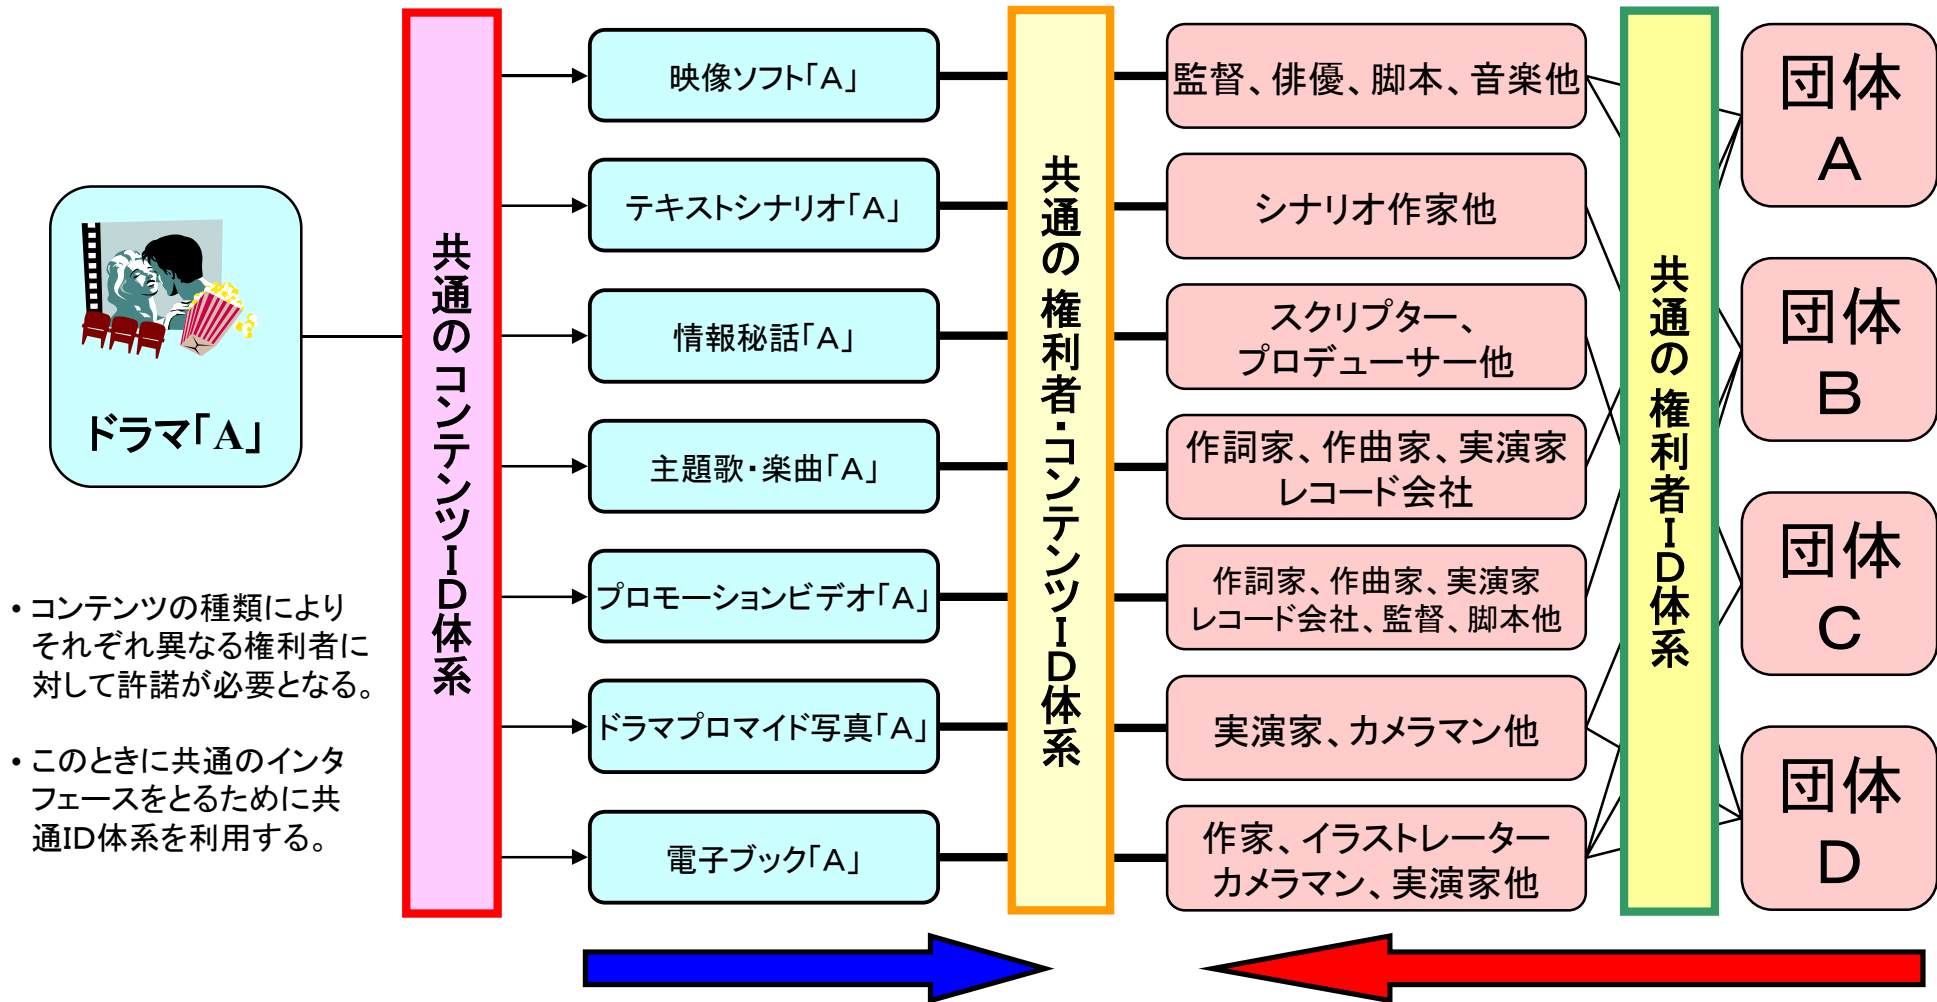 ドラマ「A」
・コンテンツの種類により
それぞれ異なる権利者に
対して許諾が必要となる。
・このときに共通のインタ
フェースをとるために共
通ID体系を利用する。
共通のコンテンツID体系
映像ソフト「A」
テキストシナリオ「A」
情報秘話「A」
主題歌・楽曲「A」
プロモーションビデオ「A」
ドラマプロマイド写真「A」
電子ブック「A」
共通の権利者・コンテンツID体系
監督、俳優、脚本、音楽他
シナリオ作家他
スクリプター、
プロデューサー他
作詞家、作曲家、実演家
レコード会社
作詞家、作曲家、実演家
レコード会社、監督、脚本他
実演家、カメラマン他
作家、イラストレーター
カメラマン、実演家他
共通の権利者ID体系
団体
A
団体
B
団体
C
団体
D